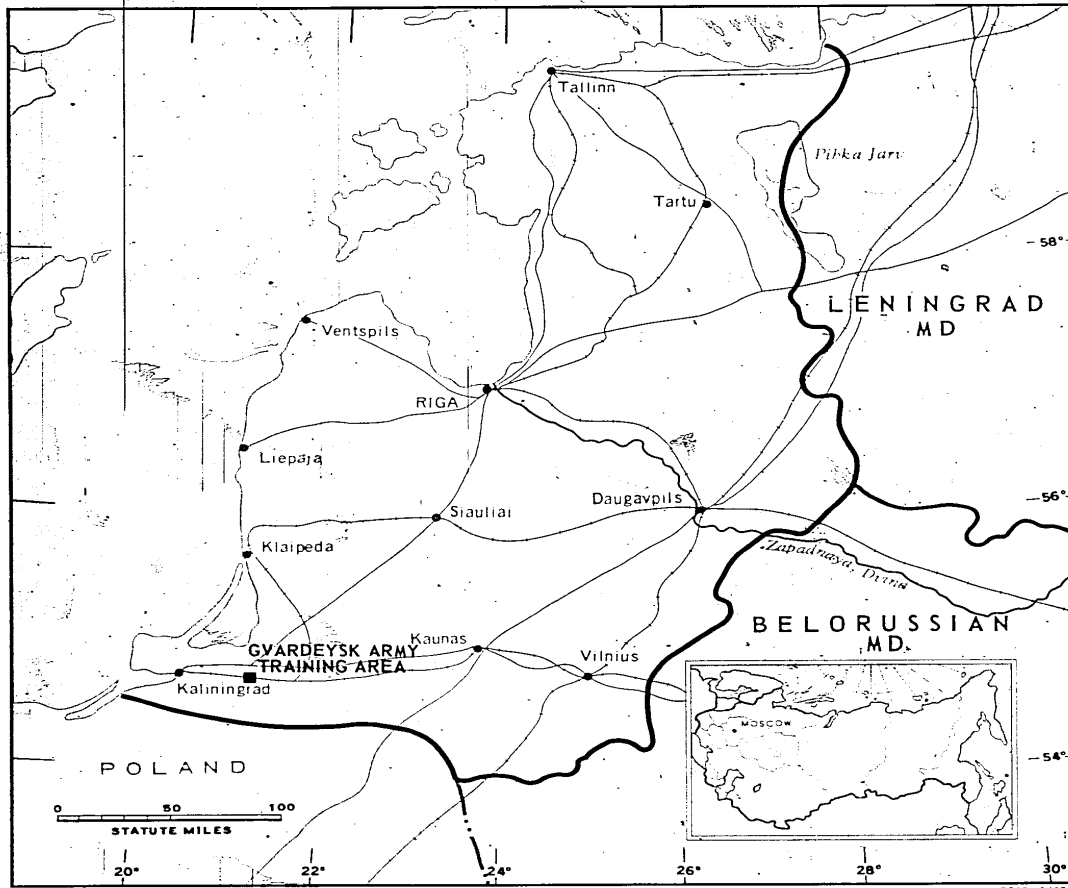 Tallinn
Pihka Jarv
Tartu
58°
LENINGRAD
MD
Ventspils
RIGA
Liepaja
Daugavpils
56°
Siauliai
Klaipeda
Zapadnaya Dvina
BELORUSSIAN
MD.
Kaunas
GVARDEYSK ARMY
TRAINING AREA
Vilnius
Kaliningrad
MOSCOW
54°
POLAND
0 50 100
STATUTE MILES
20° 22° 24° 26° 28° 30°